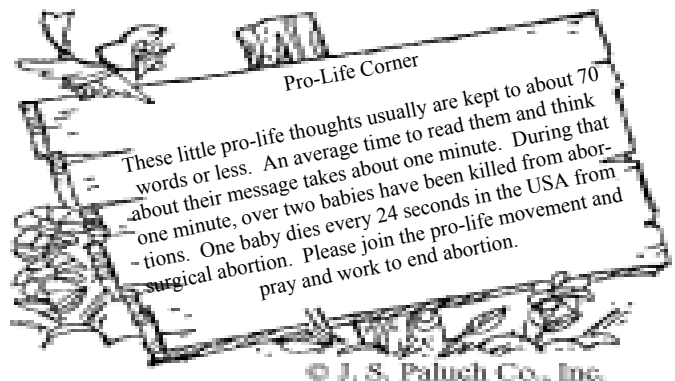 Pro-Life Corner
These little pro-life thoughts usually are kept to about 70
words or less. An average time to read them and think
about their message takes about one minute. During that
one minute, over two babies have been killed from abor-
tions. One baby dies every 24 seconds in the USA from
surgical abortion. Please join the pro-life movement and
pray and work to end abortion.
© J. S. Paluch Co., Inc.